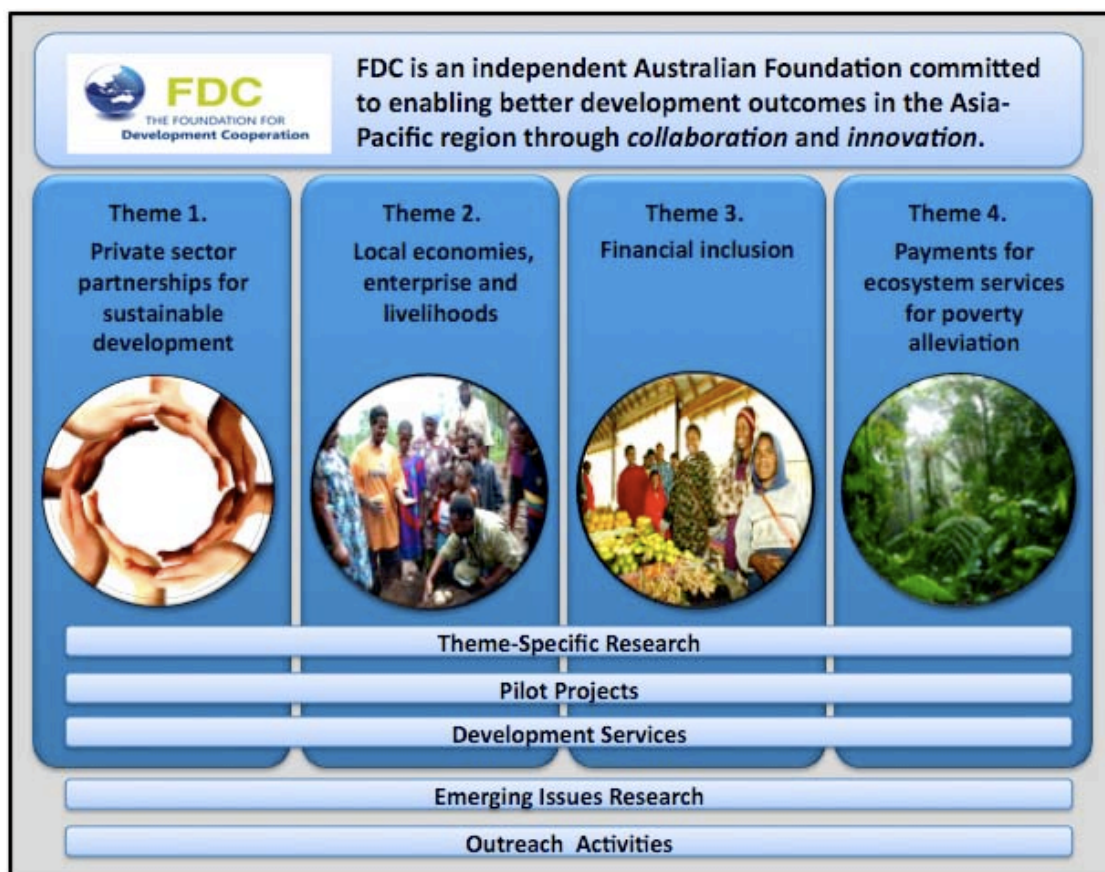 FDC
THE FOUNDATION FOR
Development Cooperation
FDC is an independent Australian Foundation committed
to enabling better development outcomes in the Asia-
Pacific region through collaboration and innovation.
Theme 1.
Private sector
partnerships for
sustainable
development
Theme 2.
Local economies,
enterprise and
livelihoods
Theme 3.
Financial inclusion
Theme 4.
Payments for
ecosystem services
for poverty
alleviation
Theme-Specific Research
Pilot Projects
Development Services
Emerging Issues Research
Outreach Activities